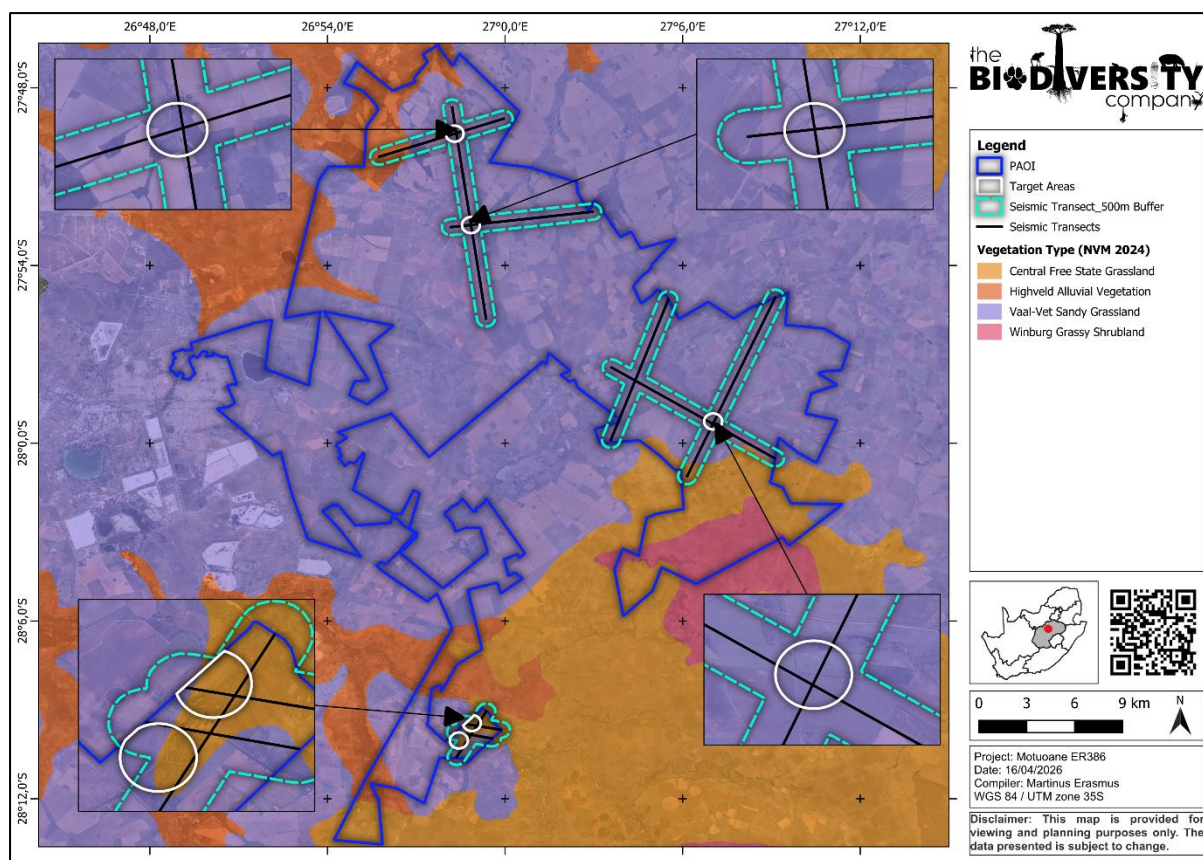 26°48,0'E 26°54,0'E 27°0,0'E 27°6,0'E 27°12,0'E
27°48,0'S
27°54,0'S
28°0,0'S
28°6,0'S
28°12,0'S
the
BIODIVERSITY
company
Legend
PAOI
Target Areas
Seismic Transect_500m Buffer
Seismic Transects
Vegetation Type (NVM 2024)
Central Free State Grassland
Highveld Alluvial Vegetation
Vaal-Vet Sandy Grassland
Winburg Grassy Shrubland
0 3 6 9 km
N
Project: Motuoane ER386
Date: 16/04/2026
Compiler: Martinus Erasmus
WGS 84 / UTM zone 35S
Disclaimer: This map is provided for
viewing and planning purposes only. The
data presented is subject to change.